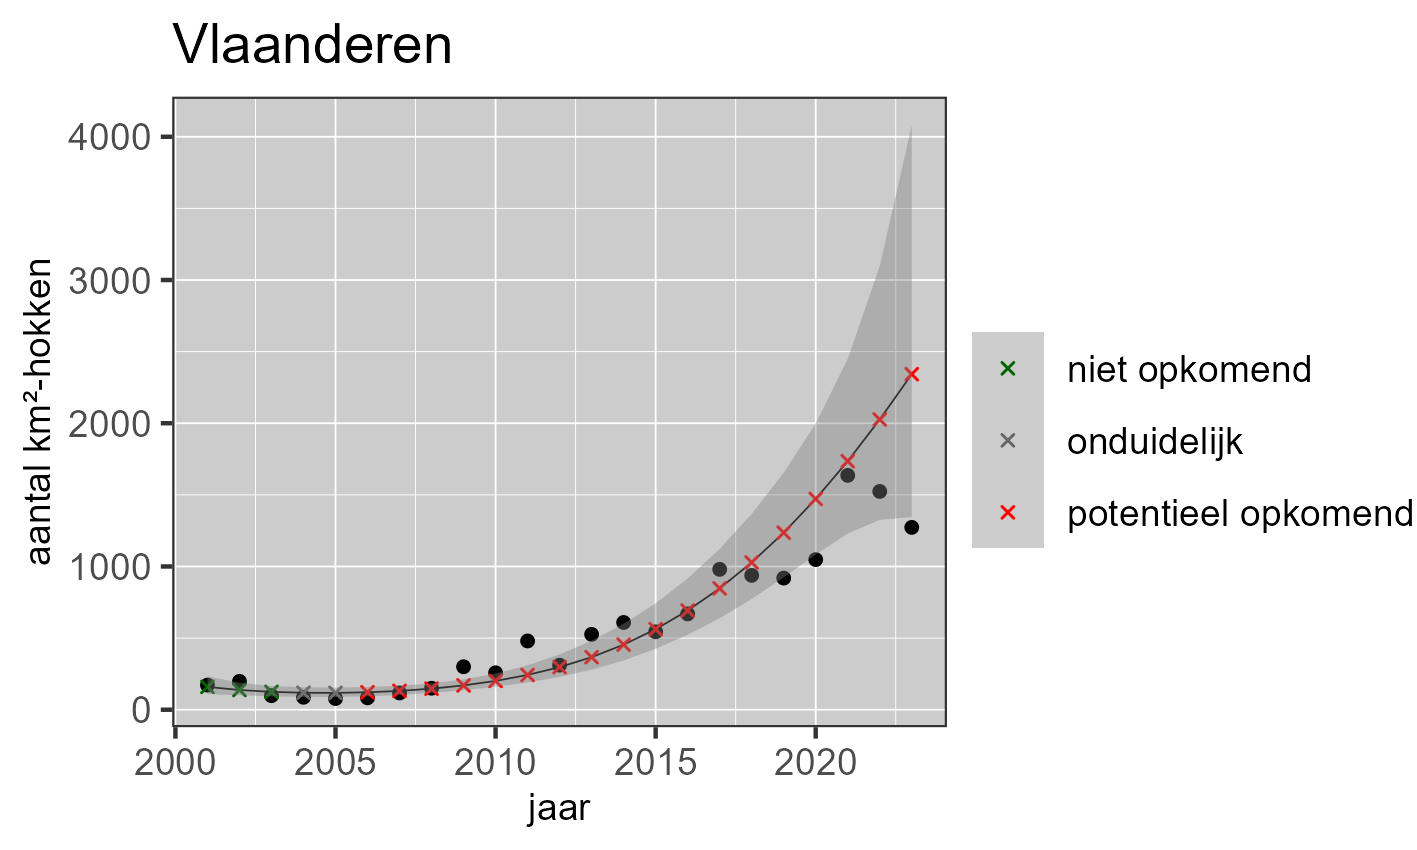 Vlaanderen
4000
3000
2000
1000
0
aantal km²-hokken
2000 2005 2010 2015 2020
jaar
niet opkomend
onduidelijk
potentieel opkomend